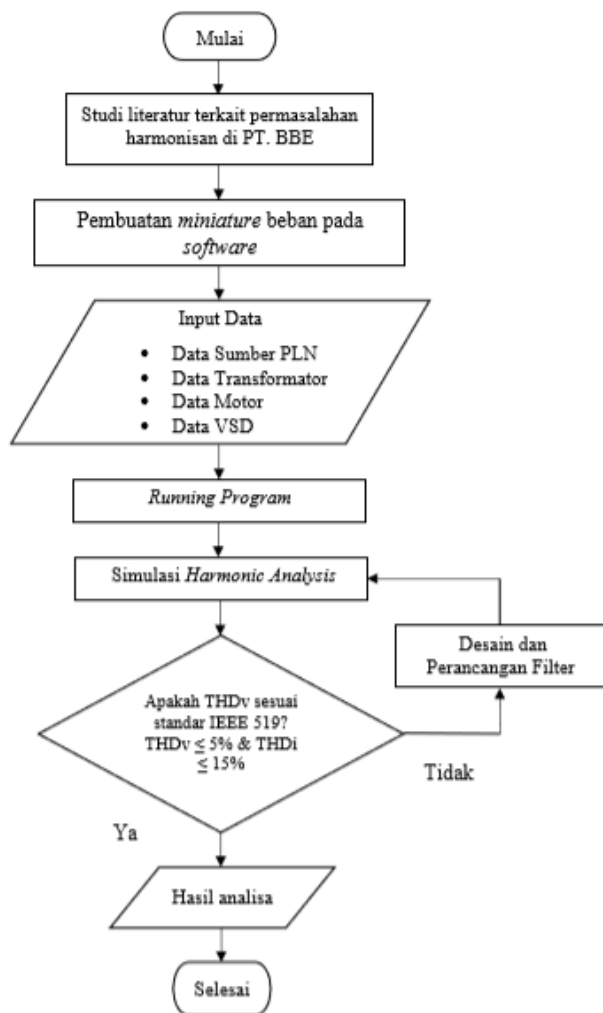 Mulai
Studi literatur terkait permasalahan
harmonisan di PT. BBE
Pembuatan miniature beban pada
software
Input Data
• Data Sumber PLN
• Data Transformator
• Data Motor
• Data VSD
Running Program
Simulasi Harmonic Analysis
Desain dan
Perancangan Filter
Apakah THDv sesuai
standar IEEE 519?
THDv ≤ 5% & THDi
≤ 15%
Tidak
Ya
Hasil analisa
Selesai